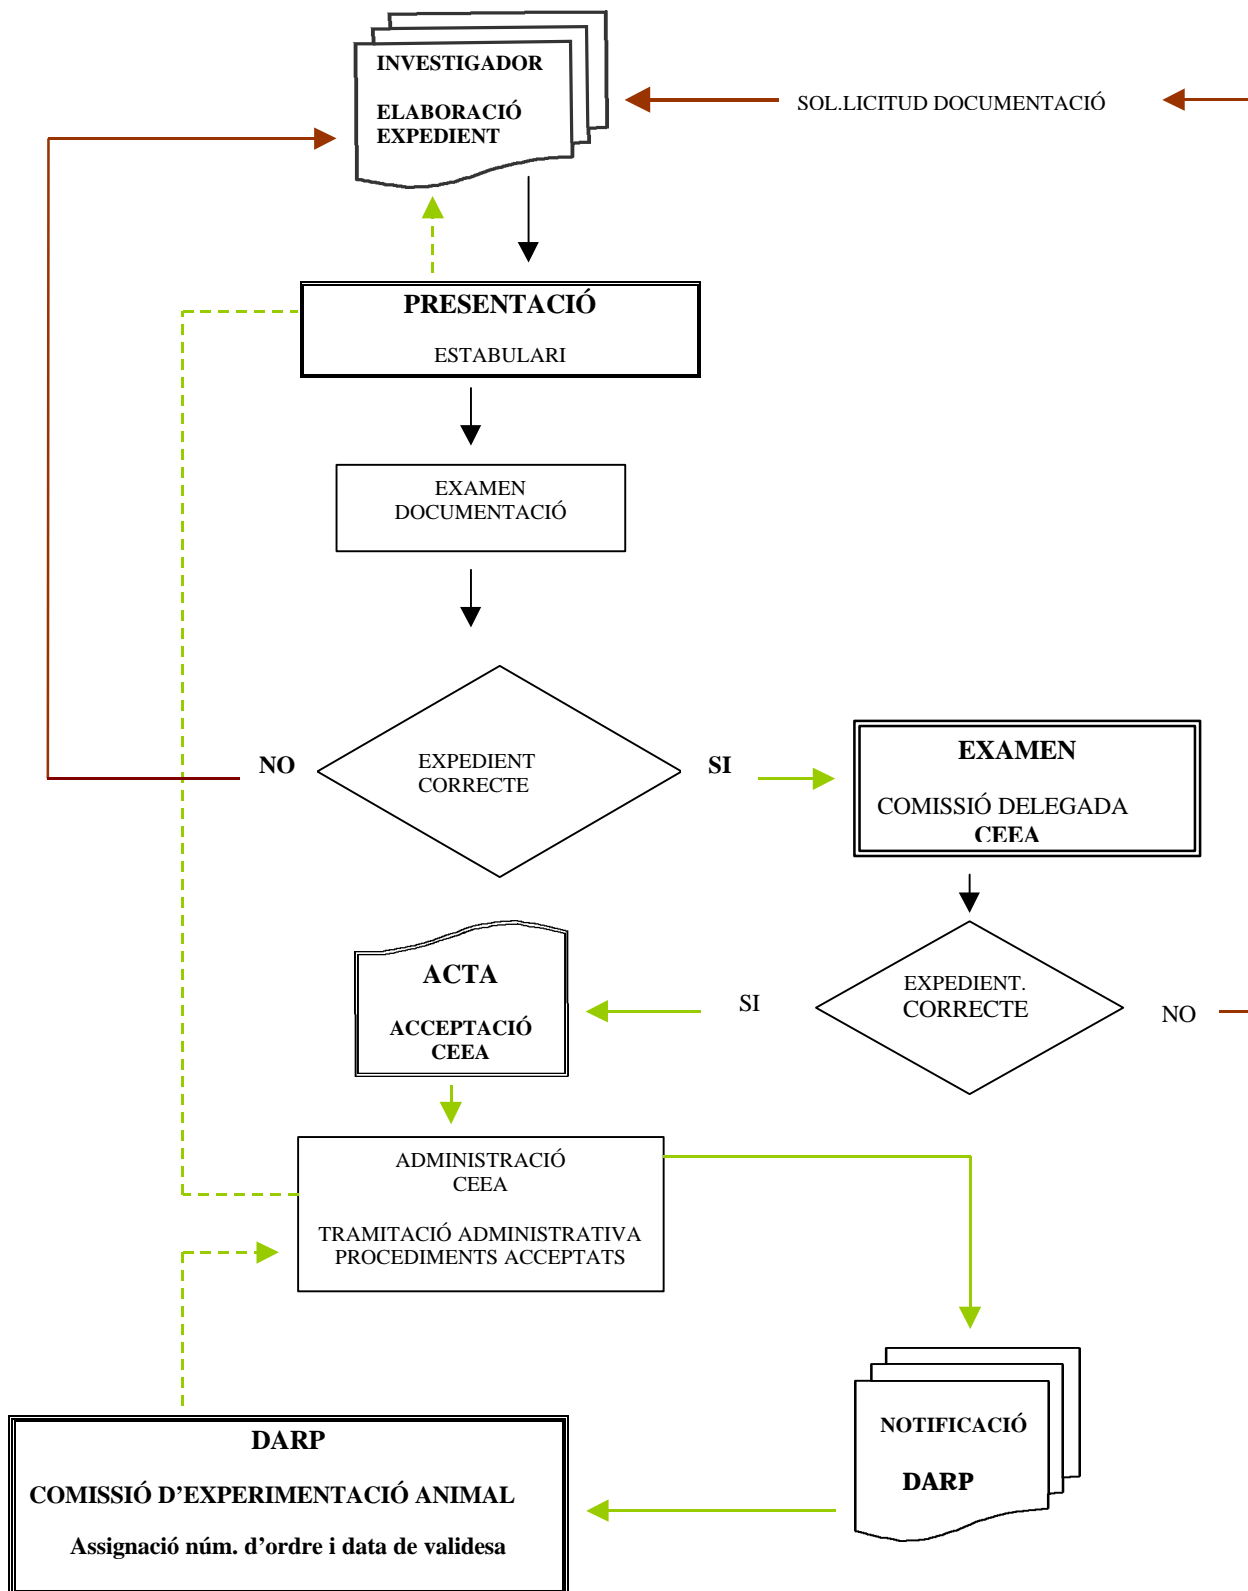 INVESTIGADOR
ELABORACIÓ
EXPEDIENT
SOL.LICITUD DOCUMENTACIÓ
PRESENTACIÓ
ESTABULARI
EXAMEN
DOCUMENTACIÓ
NO
EXPEDIENT
CORRECTE
SI
EXAMEN
COMISSIÓ DELEGADA
CEEA
ACTA
ACCEPTACIÓ
CEEA
SI
EXPEDIENT.
CORRECTE
NO
ADMINISTRACIÓ
CEEA
TRAMITACIÓ ADMINISTRATIVA
PROCEDIMENTS ACCEPTATS
NOTIFICACIÓ
DARP
DARP
COMISSIÓ D'EXPERIMENTACIÓ ANIMAL
Assignació núm. d'ordre i data de validesa